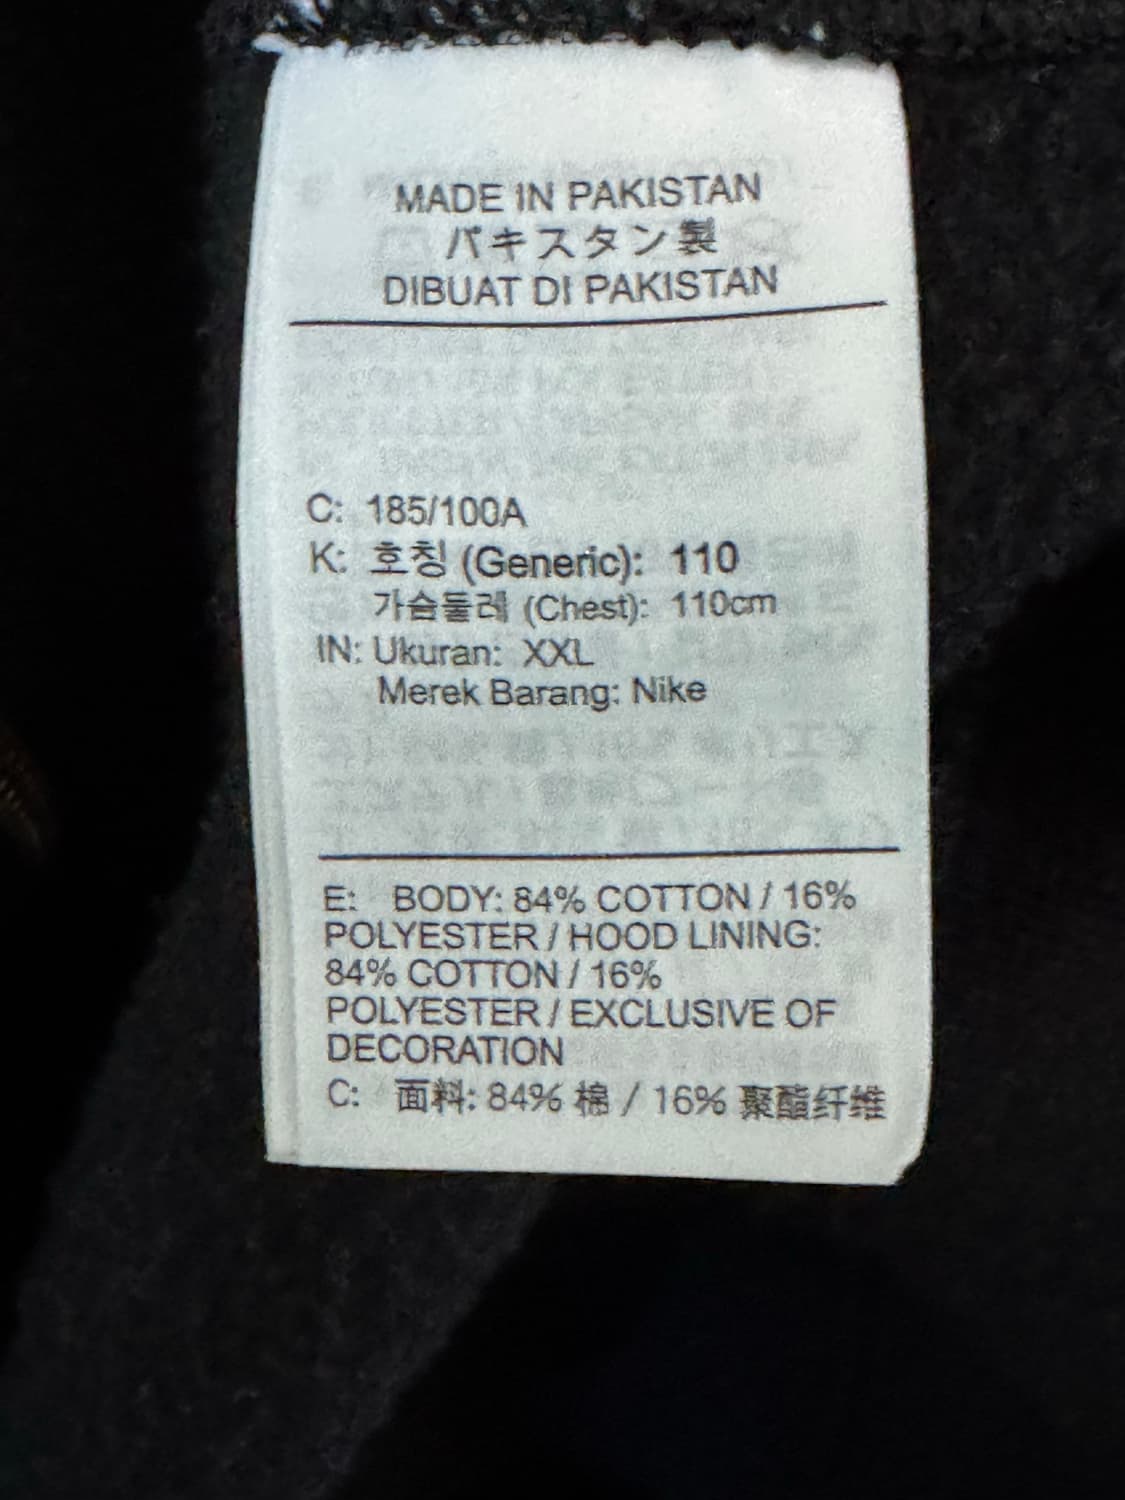 MADE IN PAKISTAN
パキスタン製
DIBUAT DI PAKISTAN
C: 185/100A
K: 호칭 (Generic): 110
가슴둘레 (Chest): 110cm
IN: Ukuran: XXL
Merek Barang: Nike
E: BODY: 84% COTTON / 16%
POLYESTER / HOOD LINING:
84% COTTON / 16%
POLYESTER / EXCLUSIVE OF
DECORATION
C: 面料: 84% 棉 / 16% 聚酯纤维